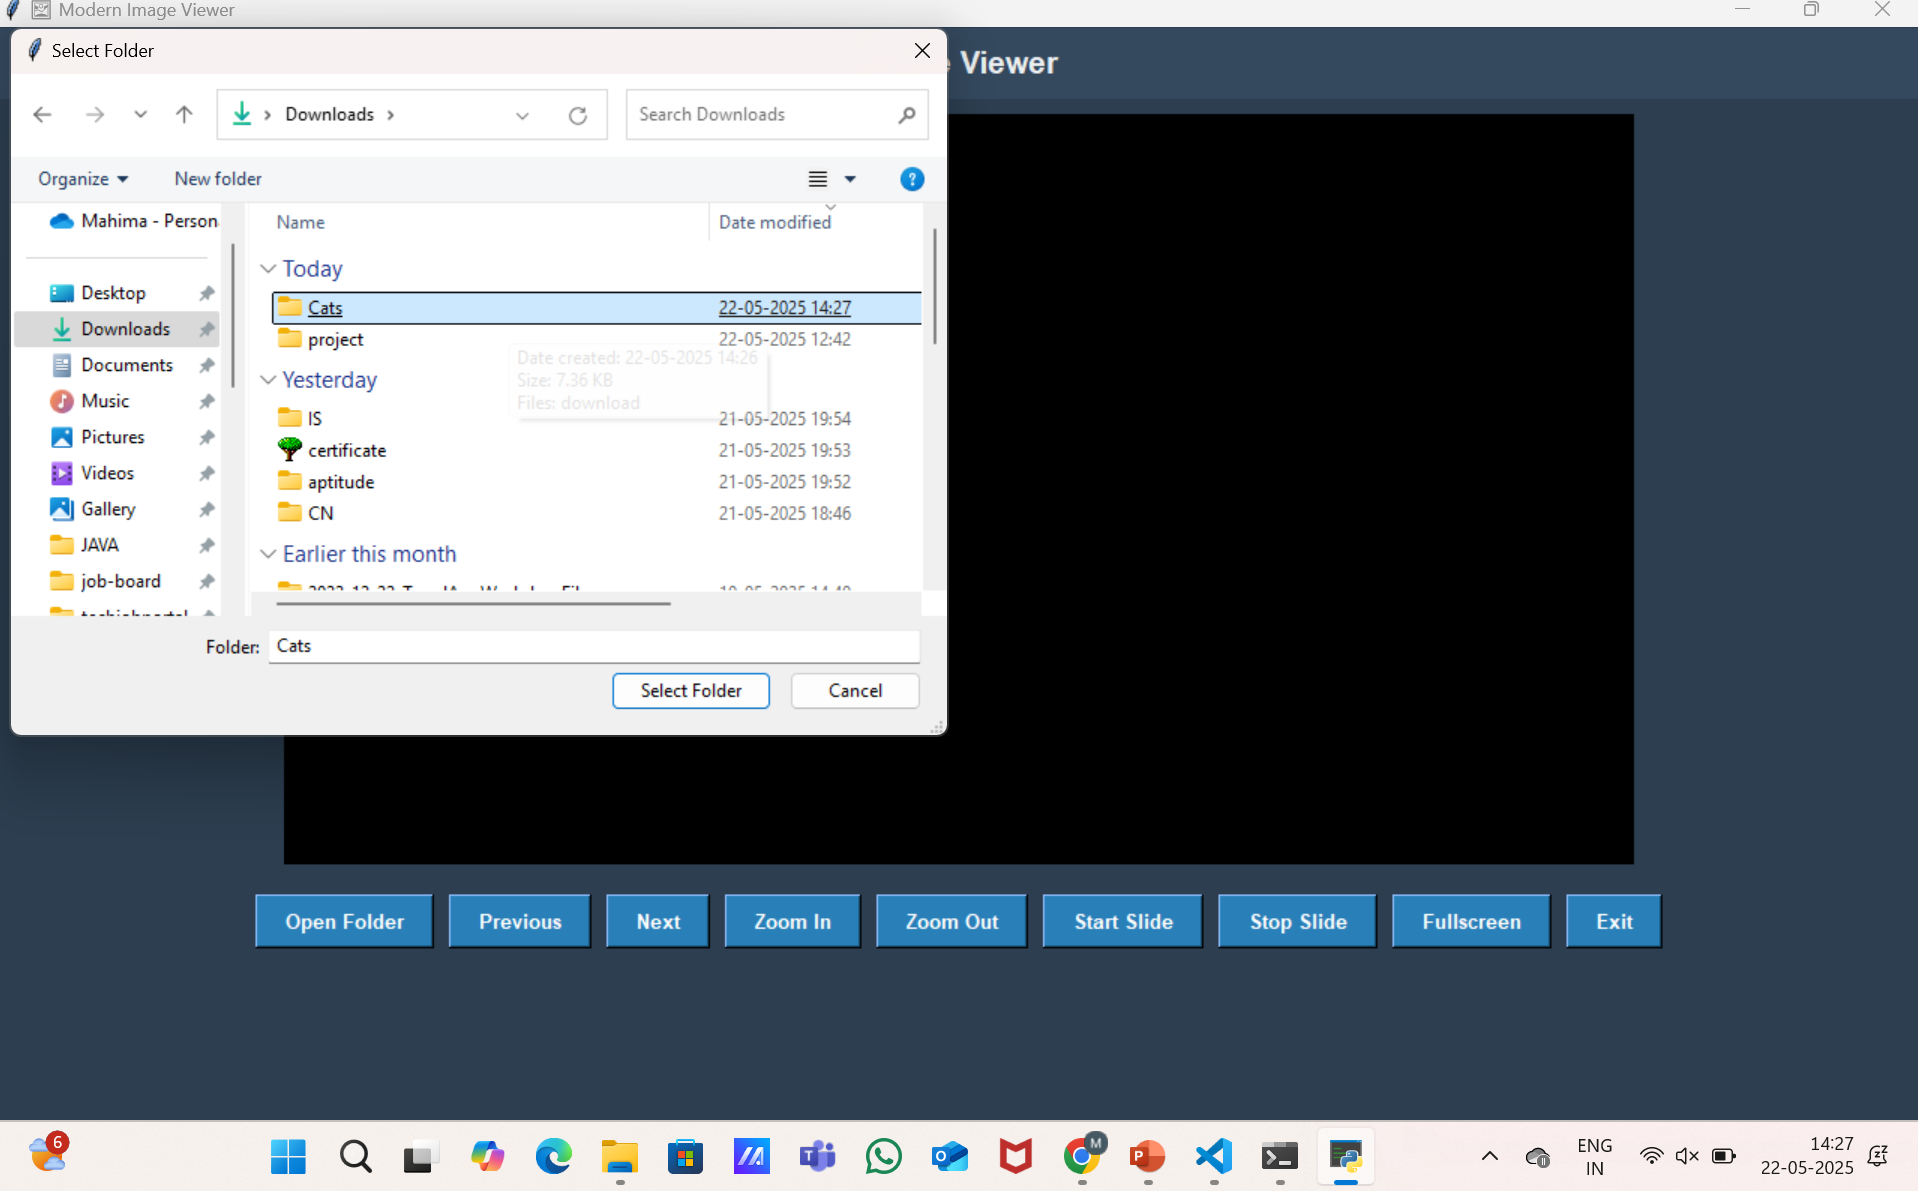 Modern Image Viewer
Select Folder
Viewer
Downloads
Search Downloads
Organize
New folder
?
Mahima - Person
Name
Date modified
Today
Desktop
Cats 22-05-2025 14:27
Downloads
project 22-05-2025 12:42
Date created: 22-05-2025 14:26
Size: 7.36 KB
Files: download
Documents
Yesterday
Music
IS 21-05-2025 19:54
Pictures
certificate 21-05-2025 19:53
Videos
aptitude 21-05-2025 19:52
Gallery
CN 21-05-2025 18:46
JAVA
Earlier this month
job-board
Folder: Cats
Select Folder
Cancel
Open Folder
Previous
Next
Zoom In
Zoom Out
Start Slide
Stop Slide
Fullscreen
Exit
6
M
ENG
IN
14:27
22-05-2025